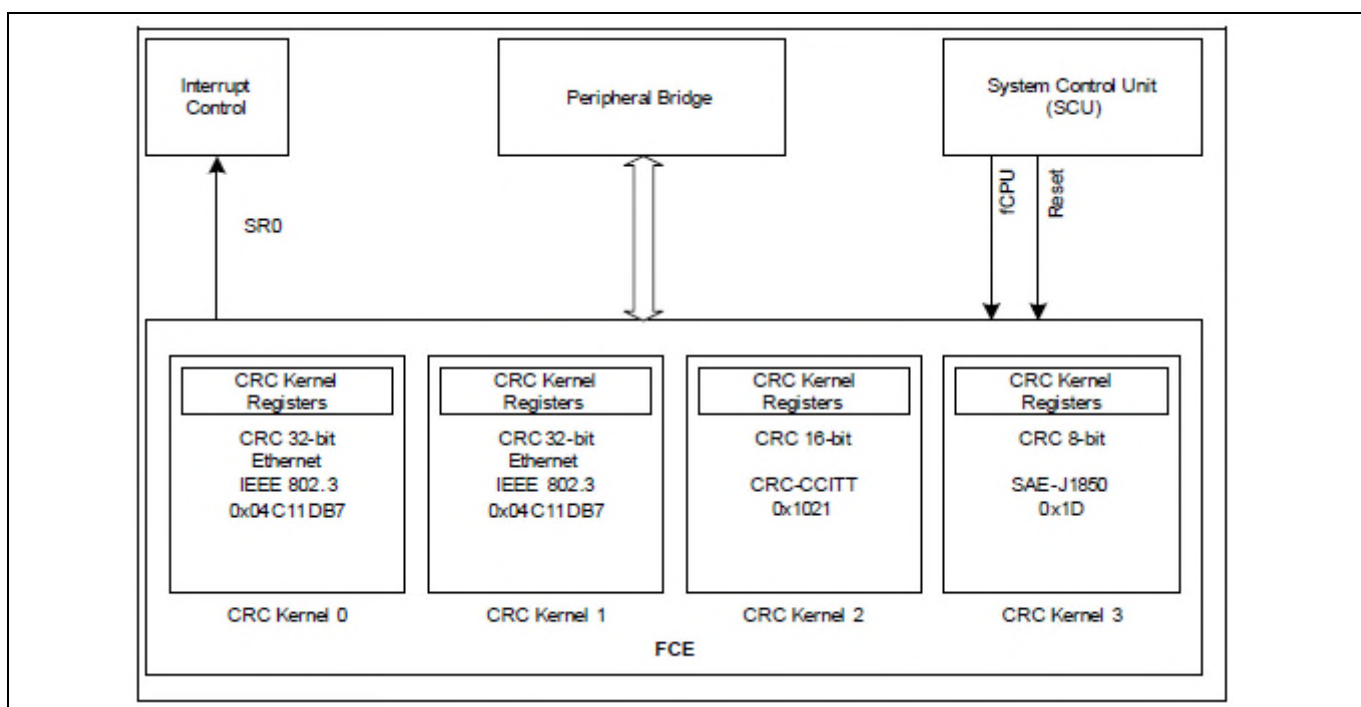 Interrupt
Control
Peripheral Bridge
System Control Unit
(SCU)
SR0
fCPU
Reset
CRC Kernel
Registers
CRC 32-bit
Ethernet
IEEE 802.3
0x04C11DB7
CRC Kernel 0
CRC Kernel
Registers
CRC 32-bit
Ethernet
IEEE 802.3
0x04C11DB7
CRC Kernel 1
CRC Kernel
Registers
CRC 16-bit
CRC-CCITT
0x1021
CRC Kernel 2
CRC Kernel
Registers
CRC 8-bit
SAE-J1850
0x1D
CRC Kernel 3
FCE